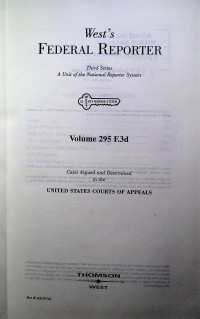 West's
FEDERAL REPORTER
Third Series
A Unit of the National Reporter System
Volume 295 F.3d
Cases Argued and Determined
in the
UNITED STATES COURTS OF APPEALS
THOMSON
WEST